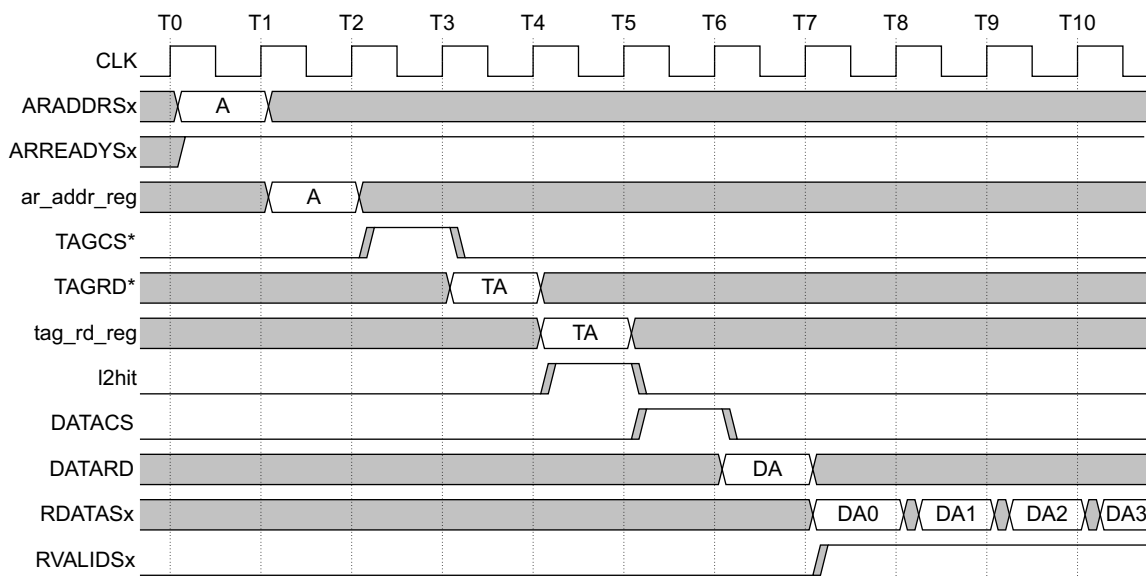 T0 T1 T2 T3 T4 T5 T6 T7 T8 T9 T10
CLK
ARADDRSx A
ARREADYSx
ar_addr_reg A
TAGCS*
TAGRD* TA
tag_rd_reg TA
l2hit
DATACS
DATARD DA
RDATASx DA0 DA1 DA2 DA3
RVALIDSx